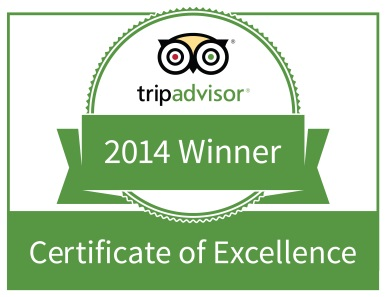 tripadvisor®
2014 Winner
Certificate of Excellence